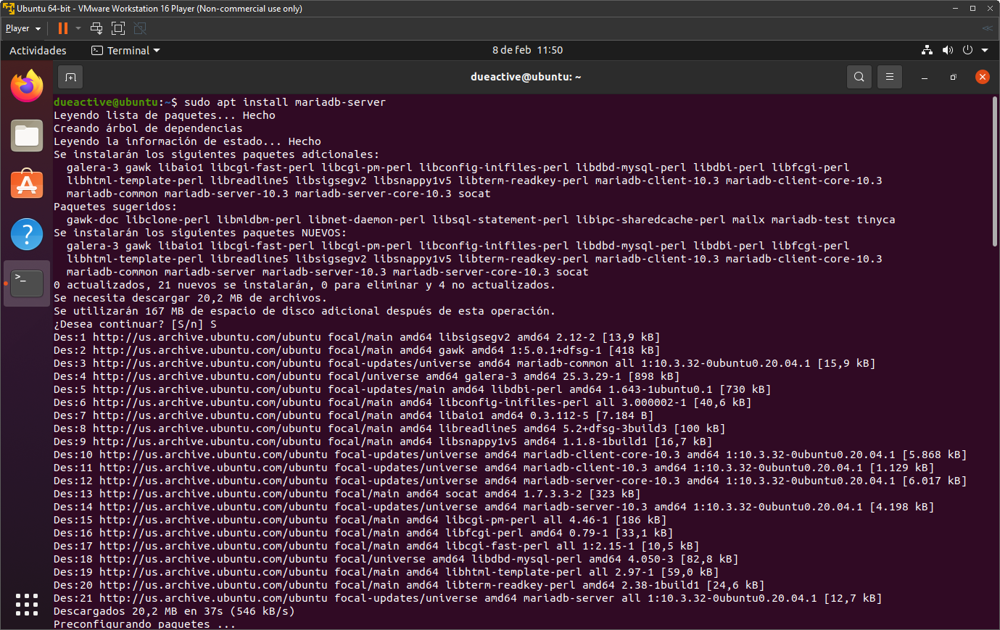 Ubuntu 64-bit - VMware Workstation 16 Player (Non-commercial use only)
Player
Actividades
Terminal
8 de feb 11:50
dueactive@ubuntu: ~
dueactive@ubuntu:~$ sudo apt install mariadb-server
Leyendo lista de paquetes... Hecho
Creando árbol de dependencias
Leyendo la información de estado... Hecho
Se instalarán los siguientes paquetes adicionales:
galera-3 gawk libaio1 libcgi-fast-perl libcgi-pm-perl libconfig-inifiles-perl libdbd-mysql-perl libdbi-perl libfcgi-perl
libhtml-template-perl libreadline5 libsigsegv2 libsnappy1v5 libterm-readkey-perl mariadb-client-10.3 mariadb-client-core-10.3
mariadb-common mariadb-server-10.3 mariadb-server-core-10.3 socat
Paquetes sugeridos:
gawk-doc libclone-perl libmldbm-perl libnet-daemon-perl libsql-statement-perl libipc-sharedcache-perl mailx mariadb-test tinyca
Se instalarán los siguientes paquetes NUEVOS:
galera-3 gawk libaio1 libcgi-fast-perl libcgi-pm-perl libconfig-inifiles-perl libdbd-mysql-perl libdbi-perl libfcgi-perl
libhtml-template-perl libreadline5 libsigsegv2 libsnappy1v5 libterm-readkey-perl mariadb-client-10.3 mariadb-client-core-10.3
mariadb-common mariadb-server mariadb-server-10.3 mariadb-server-core-10.3 socat
0 actualizados, 21 nuevos se instalarán, 0 para eliminar y 4 no actualizados.
Se necesita descargar 20,2 MB de archivos.
Se utilizarán 167 MB de espacio de disco adicional después de esta operación.
¿Desea continuar? [S/n] S
Des:1 http://us.archive.ubuntu.com/ubuntu focal/main amd64 libsigsegv2 amd64 2.12-2 [13,9 kB]
Des:2 http://us.archive.ubuntu.com/ubuntu focal/main amd64 gawk amd64 1:5.0.1+dfsg-1 [418 kB]
Des:3 http://us.archive.ubuntu.com/ubuntu focal-updates/universe amd64 mariadb-common all 1:10.3.32-0ubuntu0.20.04.1 [15,9 kB]
Des:4 http://us.archive.ubuntu.com/ubuntu focal/universe amd64 galera-3 amd64 25.3.29-1 [898 kB]
Des:5 http://us.archive.ubuntu.com/ubuntu focal-updates/main amd64 libdbi-perl amd64 1.643-1ubuntu0.1 [730 kB]
Des:6 http://us.archive.ubuntu.com/ubuntu focal/main amd64 libconfig-inifiles-perl all 3.000002-1 [40,6 kB]
Des:7 http://us.archive.ubuntu.com/ubuntu focal/main amd64 libaio1 amd64 0.3.112-5 [7.184 B]
Des:8 http://us.archive.ubuntu.com/ubuntu focal/main amd64 libreadline5 amd64 5.2+dfsg-3build3 [100 kB]
Des:9 http://us.archive.ubuntu.com/ubuntu focal/main amd64 libsnappy1v5 amd64 1.1.8-1build1 [16,7 kB]
Des:10 http://us.archive.ubuntu.com/ubuntu focal-updates/universe amd64 mariadb-client-core-10.3 amd64 1:10.3.32-0ubuntu0.20.04.1 [5.868 kB]
Des:11 http://us.archive.ubuntu.com/ubuntu focal-updates/universe amd64 mariadb-client-10.3 amd64 1:10.3.32-0ubuntu0.20.04.1 [1.129 kB]
Des:12 http://us.archive.ubuntu.com/ubuntu focal-updates/universe amd64 mariadb-server-core-10.3 amd64 1:10.3.32-0ubuntu0.20.04.1 [6.017 kB]
Des:13 http://us.archive.ubuntu.com/ubuntu focal/main amd64 socat amd64 1.7.3.3-2 [323 kB]
Des:14 http://us.archive.ubuntu.com/ubuntu focal-updates/universe amd64 mariadb-server-10.3 amd64 1:10.3.32-0ubuntu0.20.04.1 [4.198 kB]
Des:15 http://us.archive.ubuntu.com/ubuntu focal/main amd64 libcgi-pm-perl all 4.46-1 [186 kB]
Des:16 http://us.archive.ubuntu.com/ubuntu focal/main amd64 libfcgi-perl amd64 0.79-1 [33,1 kB]
Des:17 http://us.archive.ubuntu.com/ubuntu focal/main amd64 libcgi-fast-perl all 1:2.15-1 [10,5 kB]
Des:18 http://us.archive.ubuntu.com/ubuntu focal/universe amd64 libdbd-mysql-perl amd64 4.050-3 [82,8 kB]
Des:19 http://us.archive.ubuntu.com/ubuntu focal/main amd64 libhtml-template-perl all 2.97-1 [59,0 kB]
Des:20 http://us.archive.ubuntu.com/ubuntu focal/main amd64 libterm-readkey-perl amd64 2.38-1build1 [24,6 kB]
Des:21 http://us.archive.ubuntu.com/ubuntu focal-updates/universe amd64 mariadb-server all 1:10.3.32-0ubuntu0.20.04.1 [12,7 kB]
Descargados 20,2 MB en 37s (546 kB/s)
Preconfigurando paquetes ...